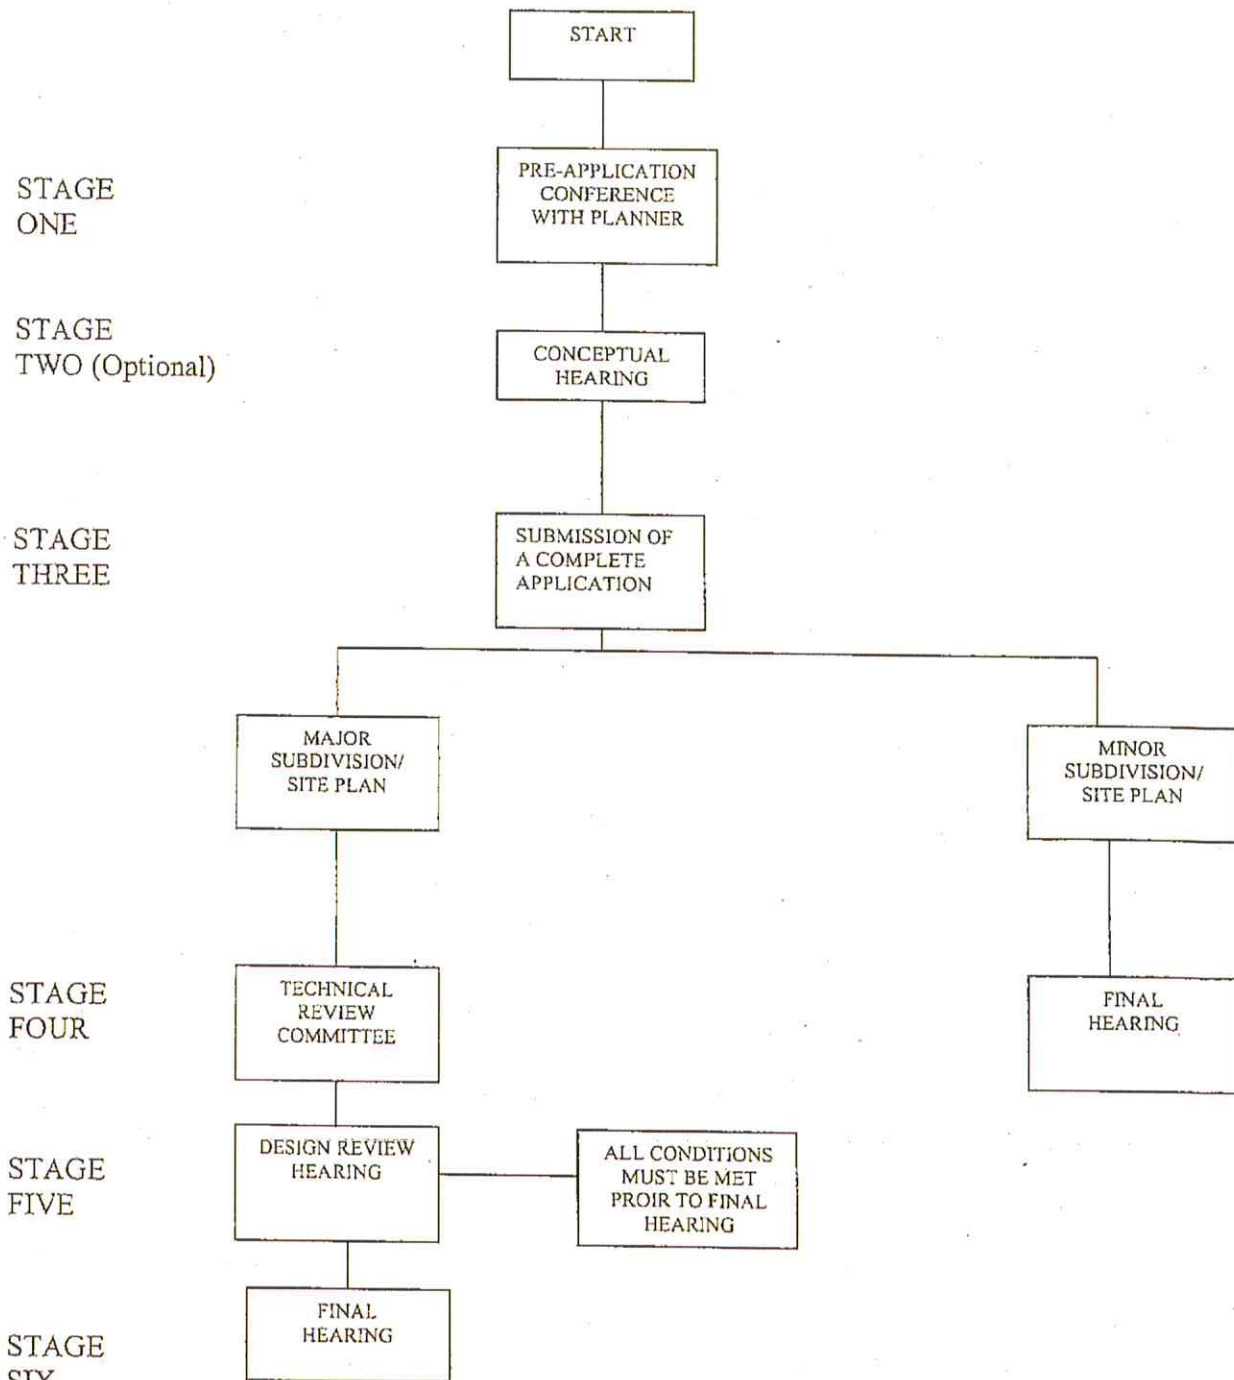 START
STAGE
ONE
PRE-APPLICATION
CONFERENCE
WITH PLANNER
STAGE
TWO (Optional)
CONCEPTUAL
HEARING
STAGE
THREE
SUBMISSION OF
A COMPLETE
APPLICATION
MAJOR
SUBDIVISION/
SITE PLAN
MINOR
SUBDIVISION/
SITE PLAN
STAGE
FOUR
TECHNICAL
REVIEW
COMMITTEE
FINAL
HEARING
STAGE
FIVE
DESIGN REVIEW
HEARING
ALL CONDITIONS
MUST BE MET
PROIR TO FINAL
HEARING
STAGE
SIX
FINAL
HEARING